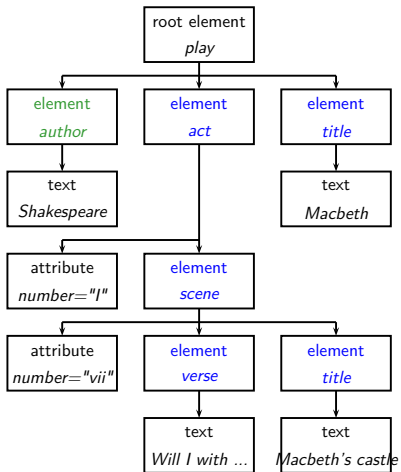 root element
play
element
author
element
act
element
title
text
Shakespeare
text
Macbeth
attribute
number="I"
element
scene
attribute
number="vii"
element
verse
element
title
text
Will I with ...
text
Macbeth's castle